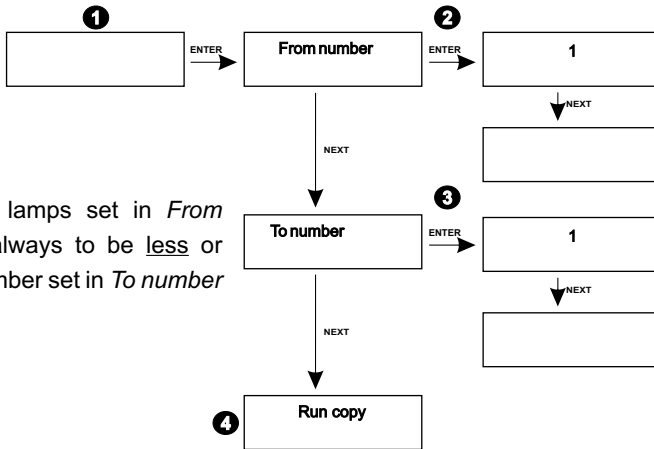 1
2
ENTER
From number
ENTER
1
NEXT
NEXT
lamps set in From
always to be less or
3
To number
ENTER
1
mber set in To number
NEXT
NEXT
4
Run copy